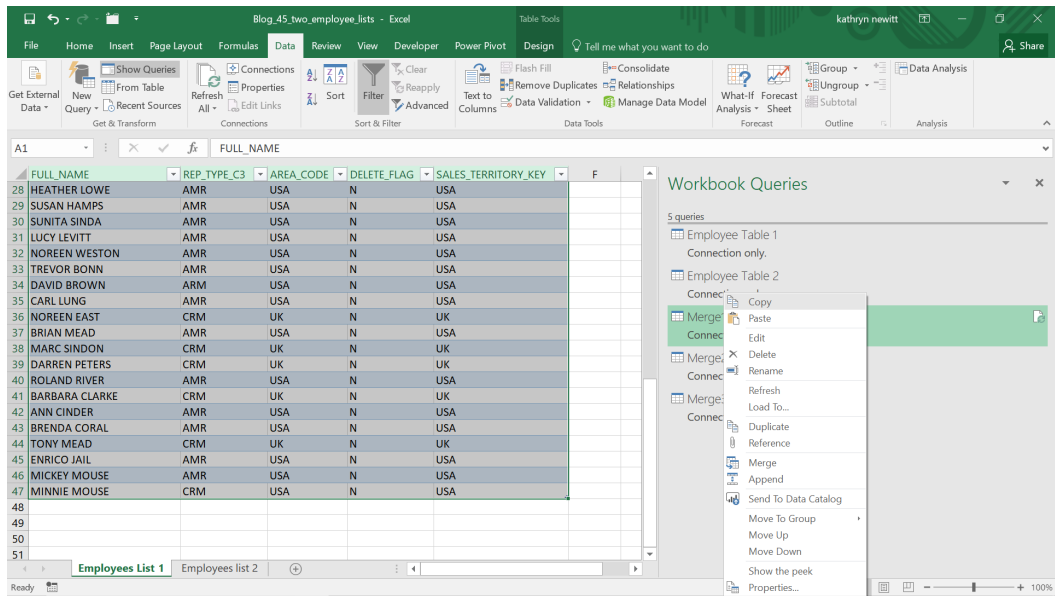 Blog_45_two_employee_lists - Excel
Table Tools
kathryn newitt
File Home Insert Page Layout Formulas Data Review View Developer Power Pivot Design Tell me what you want to do Share
Get External Data
New Query
Show Queries
From Table
Recent Sources
Get & Transform
Refresh All
Connections
Properties
Edit Links
Connections
Sort
Filter
Clear
Reapply
Advanced
Sort & Filter
Text to Columns
Flash Fill
Remove Duplicates
Data Validation
Consolidate
Relationships
Manage Data Model
Data Tools
What-If Analysis
Forecast Sheet
Forecast
Group
Ungroup
Subtotal
Outline
Data Analysis
Analysis
A1 fx FULL_NAME
FULL_NAME REP_TYPE_C3 AREA_CODE DELETE_FLAG SALES_TERRITORY_KEY F
28 HEATHER LOWE AMR USA N USA
29 SUSAN HAMPS AMR USA N USA
30 SUNITA SINDA AMR USA N USA
31 LUCY LEVITT AMR USA N USA
32 NOREEN WESTON AMR USA N USA
33 TREVOR BONN AMR USA N USA
34 DAVID BROWN ARM USA N USA
35 CARL LUNG AMR USA N USA
36 NOREEN EAST CRM UK N UK
37 BRIAN MEAD AMR USA N USA
38 MARC SINDON CRM UK N UK
39 DARREN PETERS CRM UK N UK
40 ROLAND RIVER AMR USA N USA
41 BARBARA CLARKE CRM UK N UK
42 ANN CINDER AMR USA N USA
43 BRENDA CORAL AMR USA N USA
44 TONY MEAD CRM UK N UK
45 ENRICO JAIL AMR USA N USA
46 MICKEY MOUSE AMR USA N USA
47 MINNIE MOUSE CRM USA N USA
48
49
50
51
Workbook Queries
5 queries
Employee Table 1
Connection only.
Employee Table 2
Connec
Merge
Connec
Merge2
Connec
Merge3
Connec
Copy
Paste
Edit
Delete
Rename
Refresh
Load To...
Duplicate
Reference
Merge
Append
Send To Data Catalog
Move To Group
Move Up
Move Down
Show the peek
Properties...
Employees List 1 Employees list 2
Ready
100%